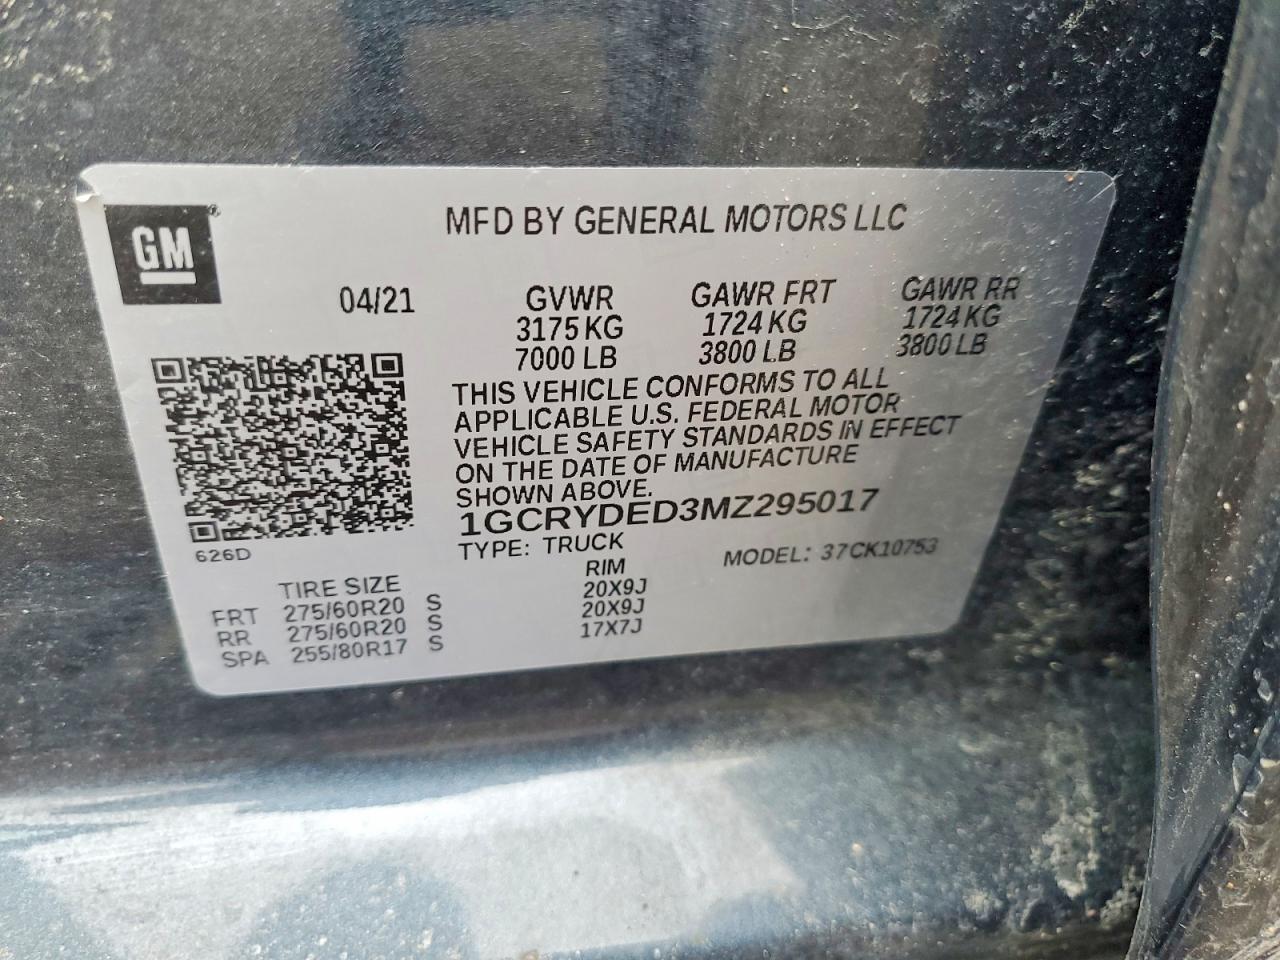 GM
MFD BY GENERAL MOTORS LLC
04/21
GVWR GAWR FRT GAWR RR
3175 KG 1724 KG 1724 KG
7000 LB 3800 LB 3800 LB
THIS VEHICLE CONFORMS TO ALL
APPLICABLE U.S. FEDERAL MOTOR
VEHICLE SAFETY STANDARDS IN EFFECT
ON THE DATE OF MANUFACTURE
SHOWN ABOVE.
1GCRYDED3MZ295017
626D
TYPE: TRUCK MODEL: 37CK10753
TIRE SIZE RIM
FRT 275/60R20 S 20X9J
RR 275/60R20 S 20X9J
SPA 255/80R17 S 17X7J